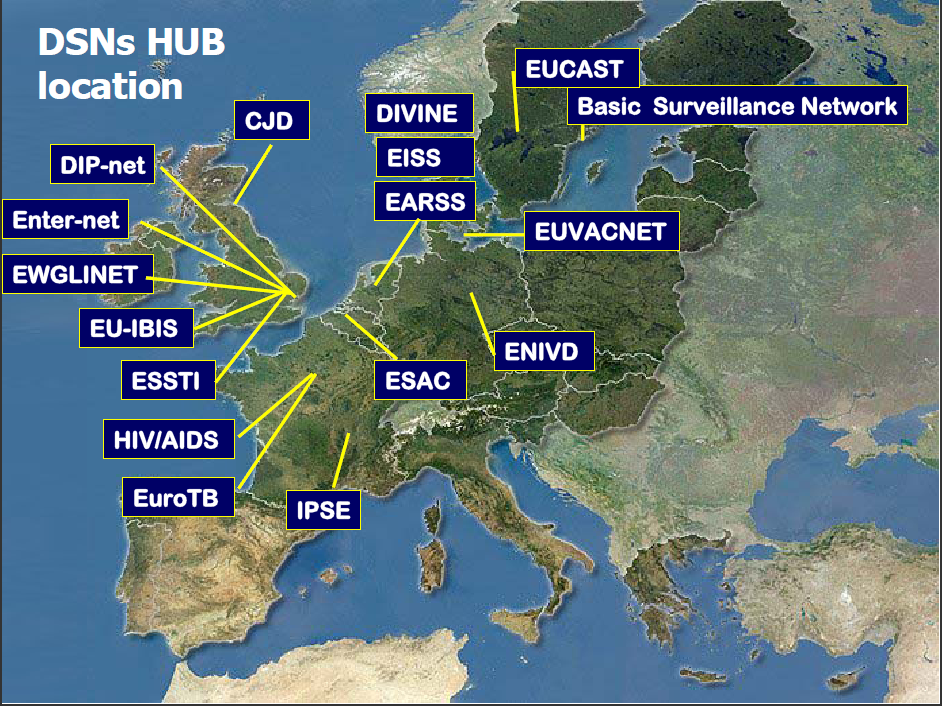 DSNs HUB
location
EUCAST
Basic Surveillance Network
CJD
DIVINE
DIP-net
EISS
EARSS
Enter-net
EUVACNET
EWGLINET
EU-IBIS
ENIVD
ESSTI
ESAC
HIV/AIDS
EuroTB
IPSE